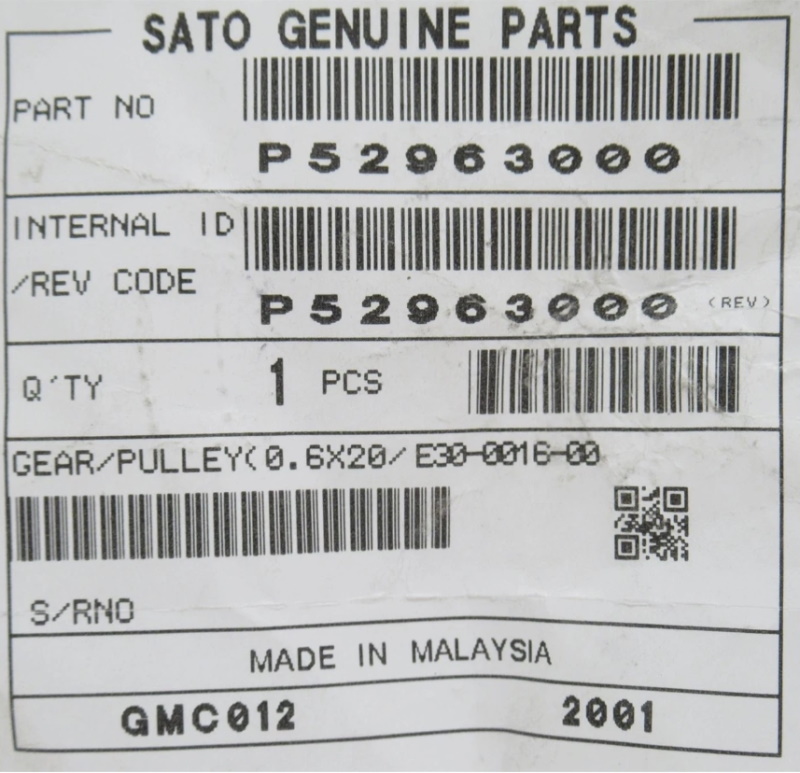 SATO GENUINE PARTS
PART NO
P52963000
INTERNAL ID
/REV CODE
P52963000 (REV)
Q'TY 1 PCS
GEAR/PULLEY(0.6X20/ E30-0016-00
S/RNO
MADE IN MALAYSIA
GMC012 2001